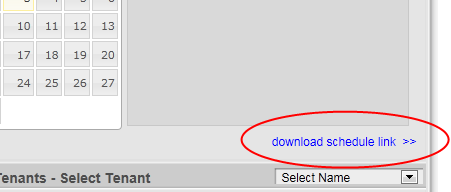 10 11 12 13
17 18 19 20
24 25 26 27
download schedule link >>
Tenants - Select Tenant
Select Name